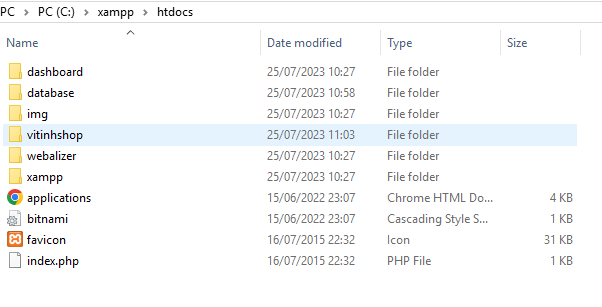 PC > PC (C:) > xampp > htdocs
Name Date modified Type Size
dashboard 25/07/2023 10:27 File folder
database 25/07/2023 10:58 File folder
img 25/07/2023 10:27 File folder
vitinhshop 25/07/2023 11:03 File folder
webalizer 25/07/2023 10:27 File folder
xampp 25/07/2023 10:27 File folder
applications 15/06/2022 23:07 Chrome HTML Do... 4 KB
bitnami 15/06/2022 23:07 Cascading Style S... 1 KB
favicon 16/07/2015 22:32 Icon 31 KB
index.php 16/07/2015 22:32 PHP File 1 KB